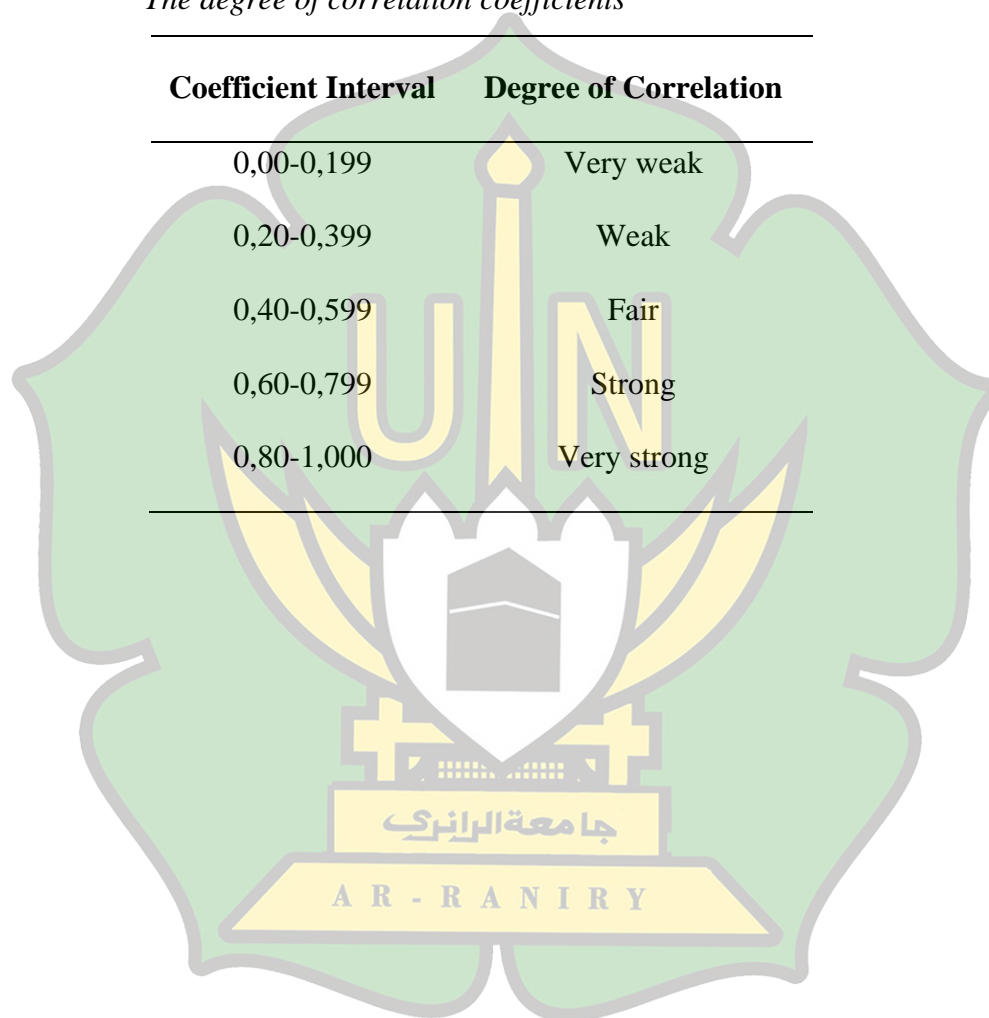 The degree of correlation coefficients
Coefficient Interval Degree of Correlation
0,00-0,199 Very weak
0,20-0,399 Weak
0,40-0,599 Fair
0,60-0,799 Strong
0,80-1,000 Very strong
UIN
جامعةالرانري
AR-RANIRY